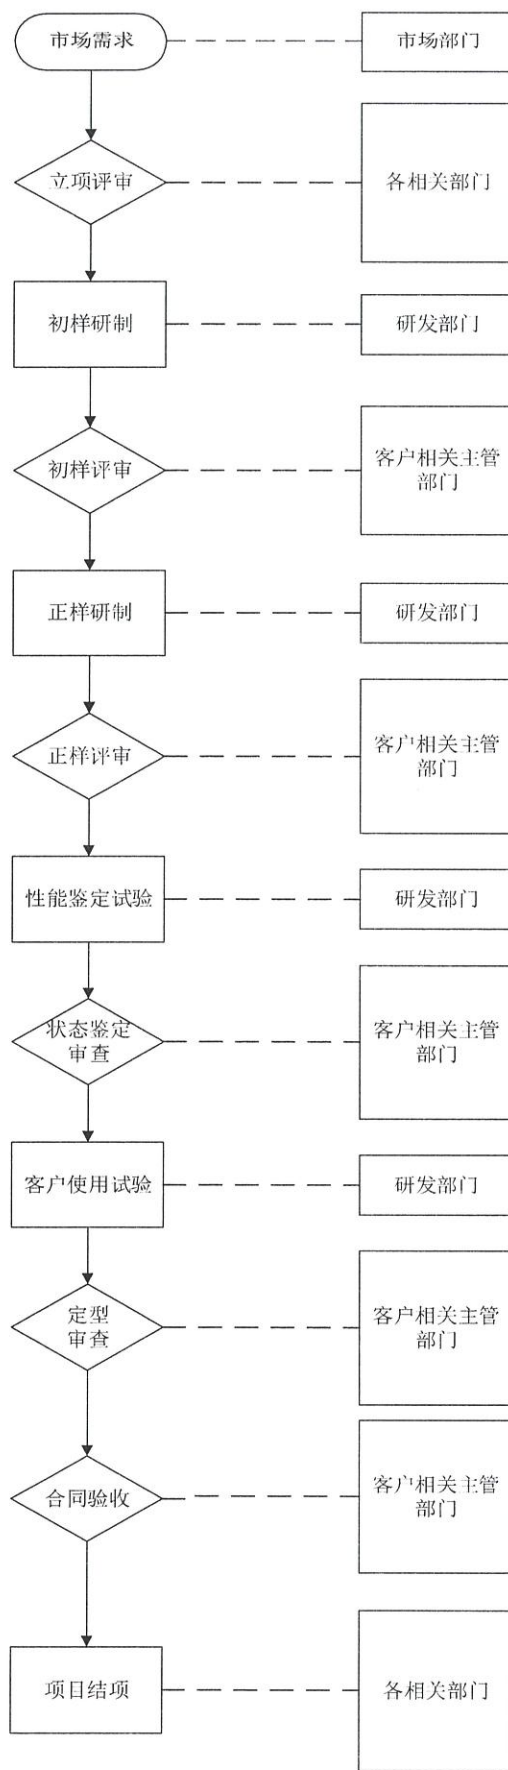 市场需求
市场部门
立项评审
各相关部门
初样研制
研发部门
初样评审
客户相关主管
部门
正样研制
研发部门
正样评审
客户相关主管
部门
性能鉴定试验
研发部门
状态鉴定
审查
客户相关主管
部门
客户使用试验
研发部门
定型
审查
客户相关主管
部门
合同验收
客户相关主管
部门
项目结项
各相关部门